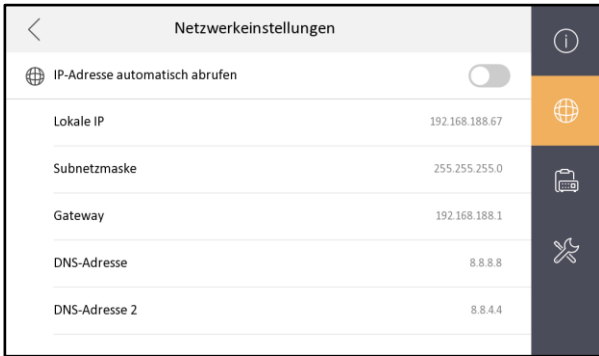 Netzwerkeinstellungen
IP-Adresse automatisch abrufen
Lokale IP 192.168.188.67
Subnetzmaske 255.255.255.0
Gateway 192.168.188.1
DNS-Adresse 8.8.8.8
DNS-Adresse 2 8.8.4.4